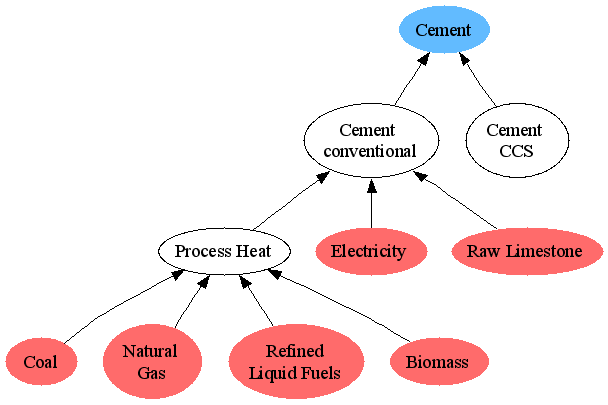 Cement
Cement
conventional
Cement
CCS
Process Heat
Electricity
Raw Limestone
Coal
Natural
Gas
Refined
Liquid Fuels
Biomass